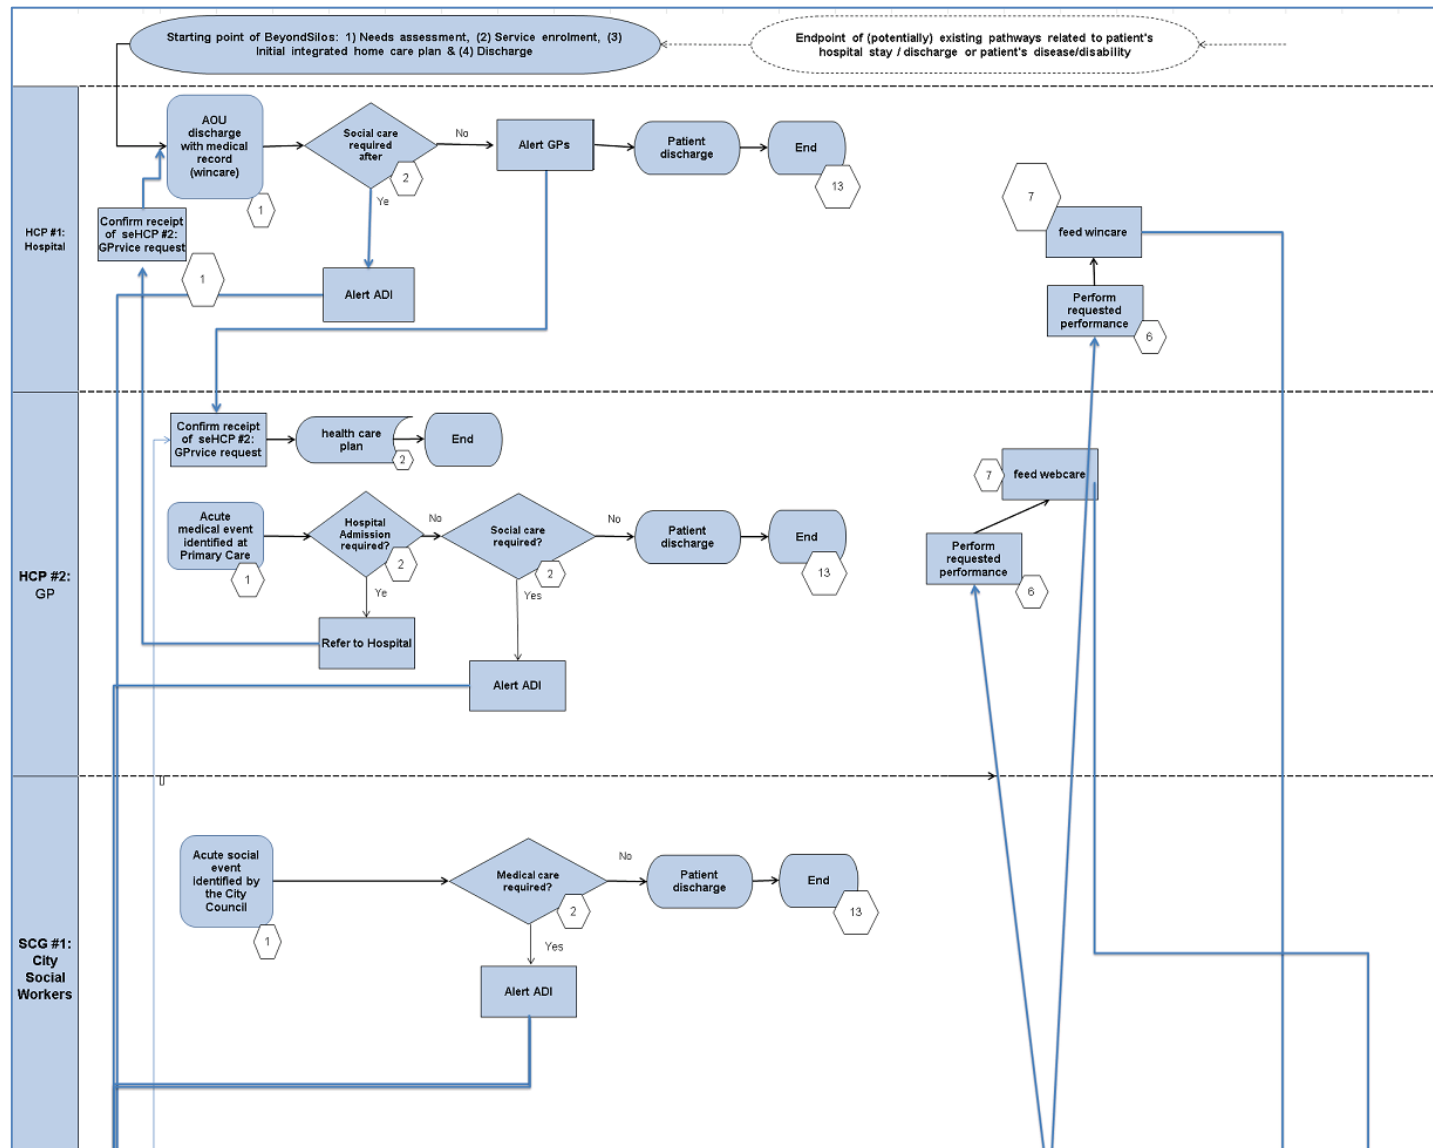 Starting point of BeyondSilos: 1) Needs assessment, (2) Service enrolment, (3)
Initial integrated home care plan & (4) Discharge
Endpoint of (potentially) existing pathways related to patient's
hospital stay / discharge or patient's disease/disability
HCP #1:
Hospital
AOU
discharge
with medical
record
(wincare)
1
Social care
required
after
2
No
Ye
Alert GPs
Patient
discharge
End
13
Confirm receipt
of seHCP #2:
GPrvice request
1
Alert ADI
7
feed wincare
Perform
requested
performance
6
HCP #2:
GP
Confirm receipt
of seHCP #2:
GPrvice request
health care
plan
2
End
Acute
medical event
identified at
Primary Care
1
Hospital
Admission
required?
2
No
Ye
Social care
required?
2
No
Yes
Patient
discharge
End
13
Refer to Hospital
Alert ADI
7
feed webcare
Perform
requested
performance
6
SCG #1:
City
Social
Workers
Acute social
event
identified by
the City
Council
1
Medical care
required?
2
No
Yes
Patient
discharge
End
13
Alert ADI